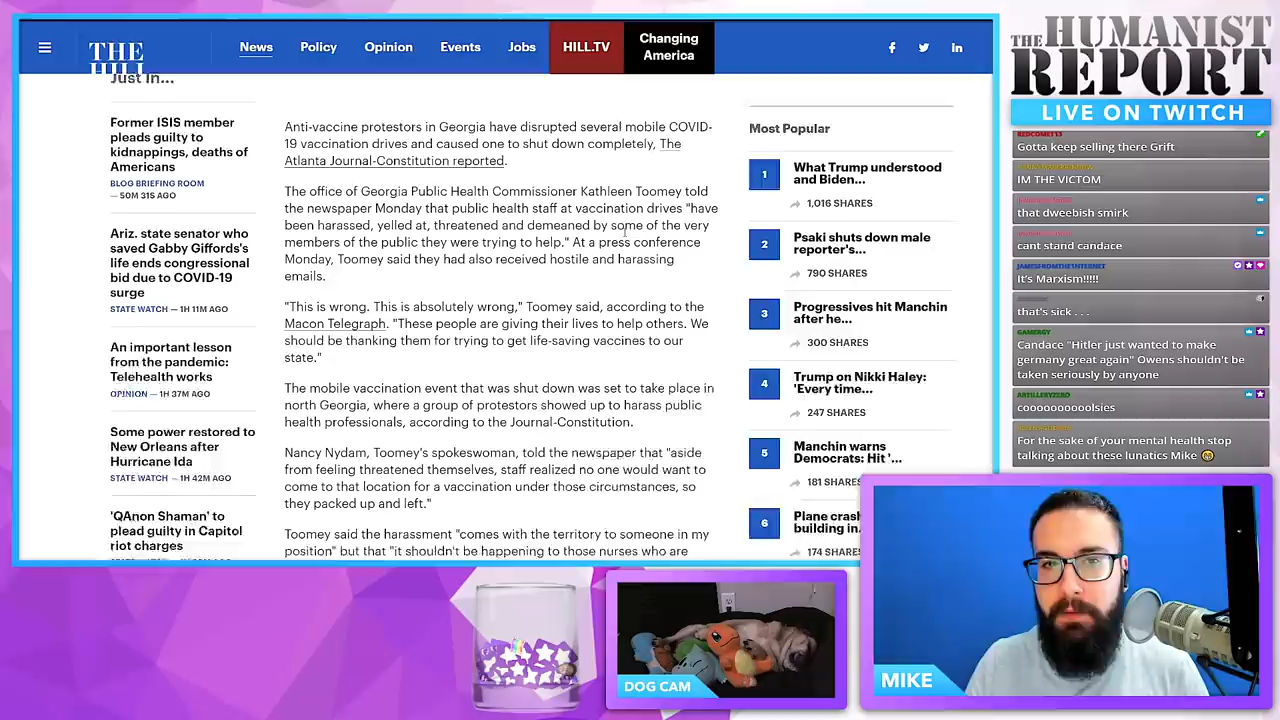 THE
HILL
News
Policy
Opinion
Events
Jobs
HILL.TV
Changing
America
Just In...
Former ISIS member
pleads guilty to
kidnappings, deaths of
Americans
BLOG BRIEFING ROOM
— 50M 31S AGO
Ariz. state senator who
saved Gabby Giffords's
life ends congressional
bid due to COVID-19
surge
STATE WATCH — 1H 11M AGO
An important lesson
from the pandemic:
Telehealth works
OPINION — 1H 37M AGO
Some power restored to
New Orleans after
Hurricane Ida
STATE WATCH — 1H 42M AGO
'QAnon Shaman' to
plead guilty in Capitol
riot charges
Anti-vaccine protestors in Georgia have disrupted several mobile COVID-
19 vaccination drives and caused one to shut down completely, The
Atlanta Journal-Constitution reported.
The office of Georgia Public Health Commissioner Kathleen Toomey told
the newspaper Monday that public health staff at vaccination drives "have
been harassed, yelled at, threatened and demeaned by some of the very
members of the public they were trying to help." At a press conference
Monday, Toomey said they had also received hostile and harassing
emails.
"This is wrong. This is absolutely wrong," Toomey said, according to the
Macon Telegraph. "These people are giving their lives to help others. We
should be thanking them for trying to get life-saving vaccines to our
state."
The mobile vaccination event that was shut down was set to take place in
north Georgia, where a group of protestors showed up to harass public
health professionals, according to the Journal-Constitution.
Nancy Nydam, Toomey's spokeswoman, told the newspaper that "aside
from feeling threatened themselves, staff realized no one would want to
come to that location for a vaccination under those circumstances, so
they packed up and left."
Toomey said the harassment "comes with the territory to someone in my
position" but that "it shouldn't be happening to those nurses who are
Most Popular
1
What Trump understood
and Biden...
1,016 SHARES
2
Psaki shuts down male
reporter's...
790 SHARES
3
Progressives hit Manchin
after he...
300 SHARES
4
Trump on Nikki Haley:
'Every time...
247 SHARES
5
Manchin warns
Democrats: Hit '...
181 SHARES
6
Plane crash
building in
174 SHARE
THE HUMANIST
REPORT
LIVE ON TWITCH
REDCOMET13
Gotta keep selling there Grift
IM THE VICTOM
that dweebish smirk
cant stand candace
JAMESFROMTHEINTERNET
It's Marxism!!!!!
that's sick . . .
GAMERGY
Candace "Hitler just wanted to make
germany great again" Owens shouldn't be
taken seriously by anyone
ARTILLERYZERO
coooooooooolsies
For the sake of your mental health stop
talking about these lunatics Mike
DOG CAM
MIKE